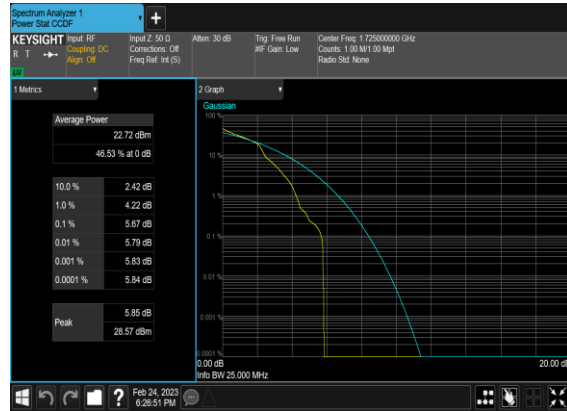 Spectrum Analyzer 1
Power Stat CCDF
+
KEYSIGHT
R T
LXI
Input: RF
Coupling: DC
Align: Off
Input Z: 50 Ω
Corrections: Off
Freq Ref: Int (S)
Atten: 30 dB
Trig: Free Run
#IF Gain: Low
Center Freq: 1.725000000 GHz
Counts: 1.00 M/1.00 Mpt
Radio Std: None
1 Metrics
Average Power
22.72 dBm
46.53 % at 0 dB
10.0 % 2.42 dB
1.0 % 4.22 dB
0.1 % 5.67 dB
0.01 % 5.79 dB
0.001 % 5.83 dB
0.0001 % 5.84 dB
Peak
5.85 dB
28.57 dBm
2 Graph
Gaussian
100 %
10 %
1 %
0.1 %
0.01 %
0.001 %
0.0001 %
0.00 dB
20.00 dB
Info BW 25.000 MHz
?
Feb 24, 2023
6:26:51 PM